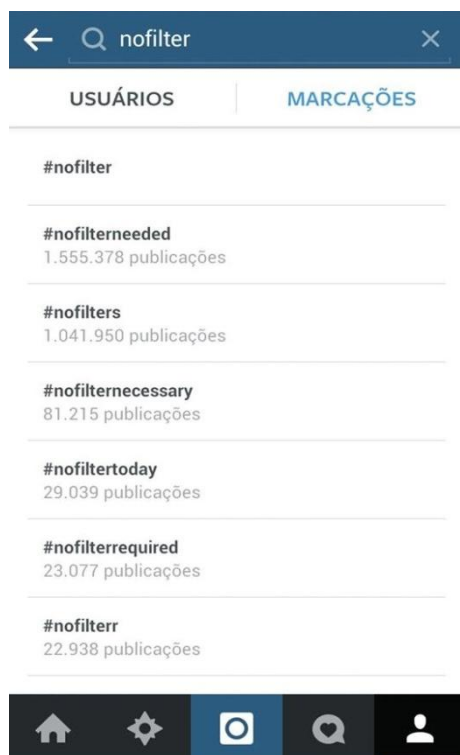 nofilter
USUÁRIOS
MARCAÇÕES
#nofilter
#nofilterneeded
1.555.378 publicações
#nofilters
1.041.950 publicações
#nofilternecessary
81.215 publicações
#nofiltertoday
29.039 publicações
#nofilterrequired
23.077 publicações
#nofilterr
22.938 publicações